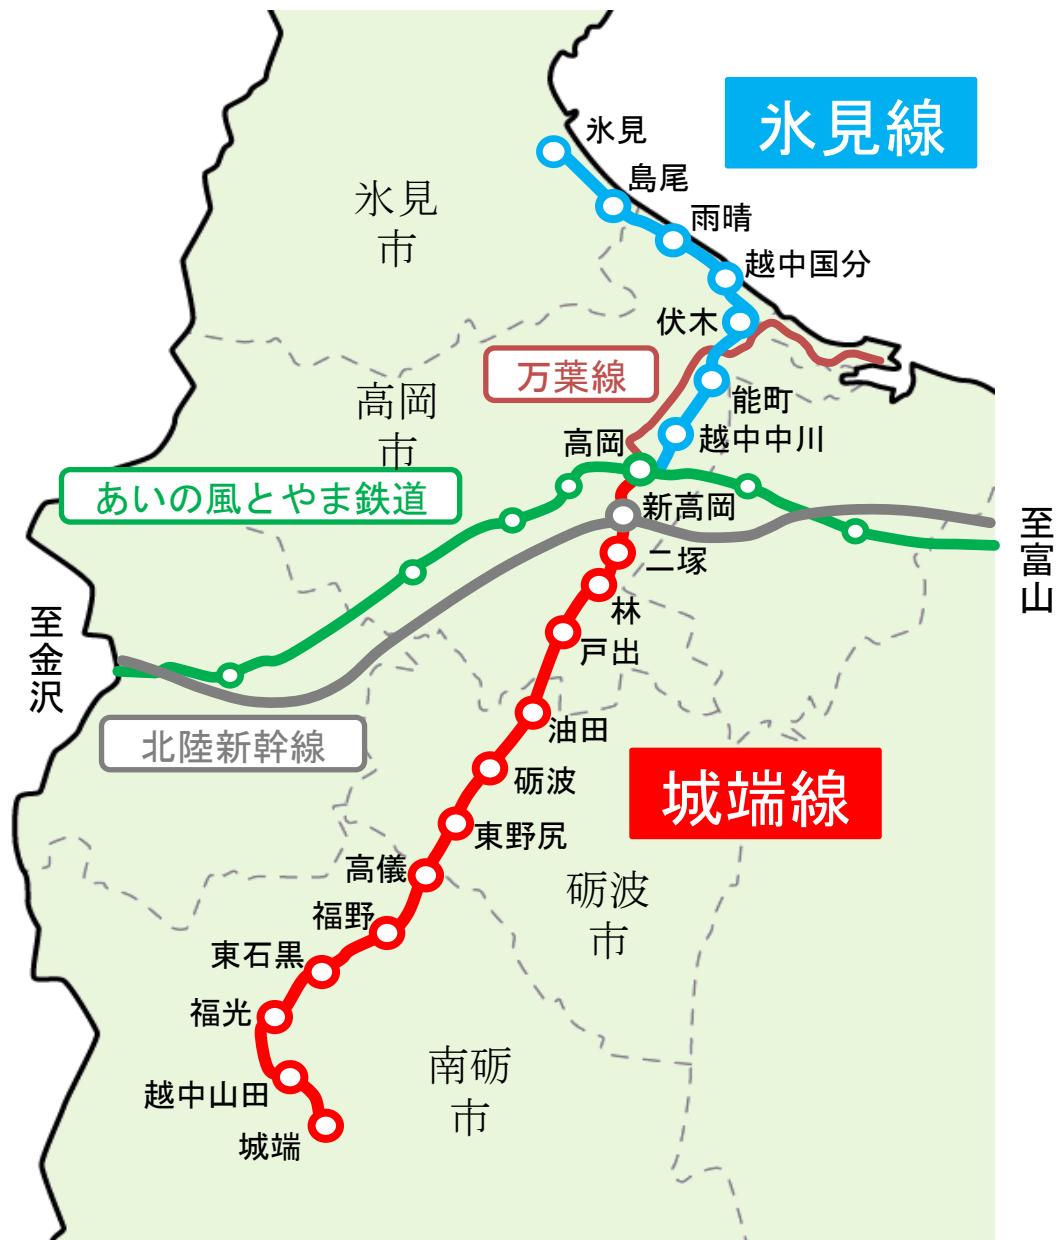 氷見線
氷見
島尾
氷見
市
雨晴
越中国分
伏木
万葉線
能町
高岡
市
越中中川
高岡
あいの風とやま鉄道
新高岡
至富山
二塚
林
至金沢
戸出
油田
北陸新幹線
砺波
城端線
東野尻
高儀
砺波
市
福野
東石黒
福光
南砺
市
越中山田
城端